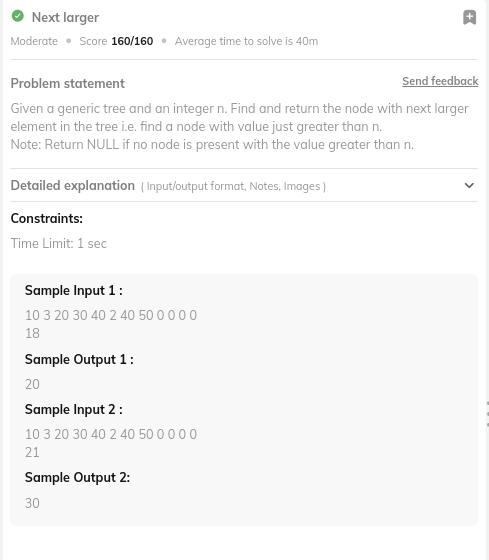 Next larger
Moderate • Score 160/160 • Average time to solve is 40m
Problem statement
Send feedback
Given a generic tree and an integer n. Find and return the node with next larger
element in the tree i.e. find a node with value just greater than n.
Note: Return NULL if no node is present with the value greater than n.
Detailed explanation ( Input/output format, Notes, Images )
Constraints:
Time Limit: 1 sec
Sample Input 1 :
10 3 20 30 40 2 40 50 0 0 0 0
18
Sample Output 1 :
20
Sample Input 2 :
10 3 20 30 40 2 40 50 0 0 0 0
21
Sample Output 2:
30